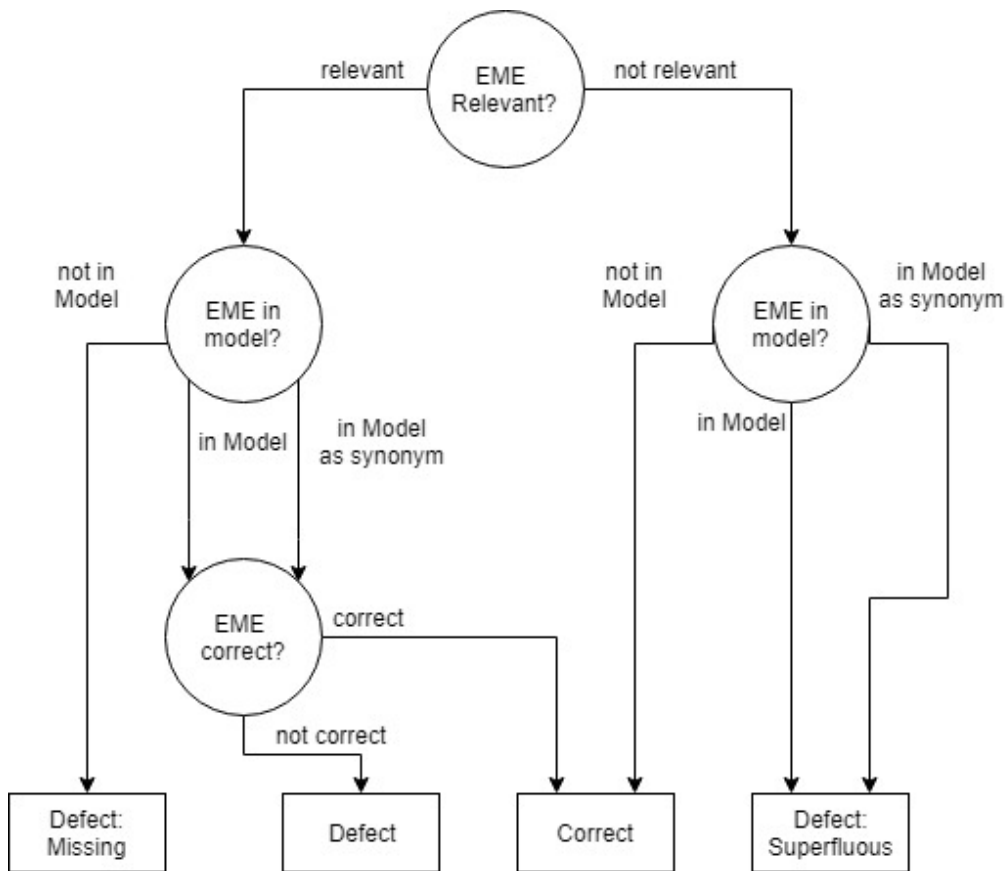 relevant
EME
Relevant?
not relevant
not in
Model
EME in
model?
not in
Model
EME in
model?
in Model
as synonym
in Model
in Model
as synonym
in Model
EME
correct?
correct
not correct
Defect:
Missing
Defect
Correct
Defect:
Superfluous